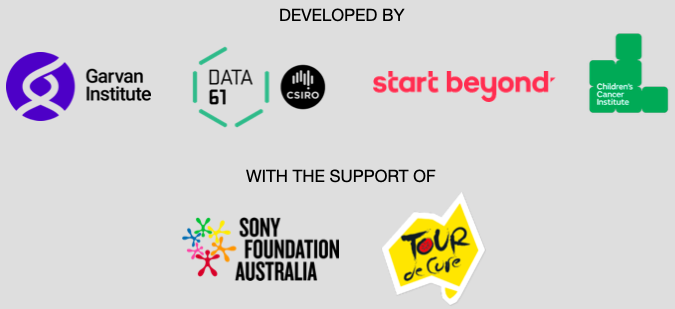 DEVELOPED BY
Garvan
Institute
DATA
61
CSIRO
start beyond
Children's
Cancer
Institute
WITH THE SUPPORT OF
SONY
FOUNDATION
AUSTRALIA
TOUR
de Cure